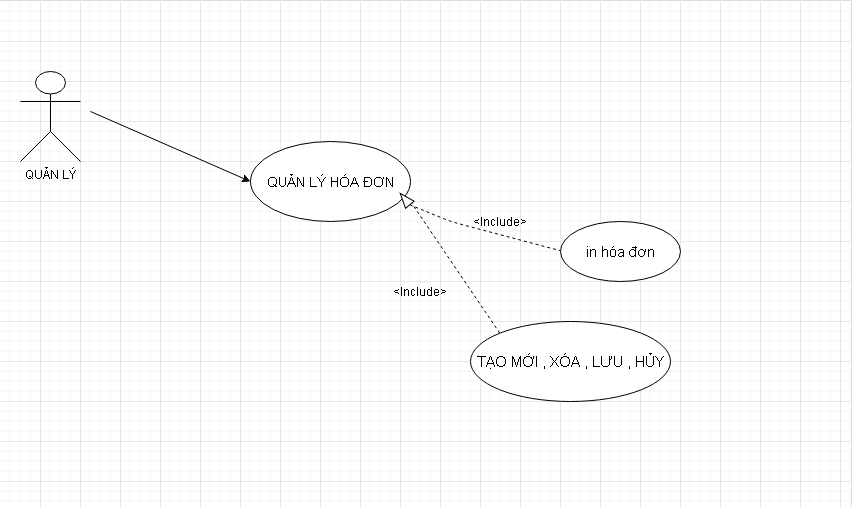 QUẢN LÝ
QUẢN LÝ HÓA ĐƠN
<Include>
in hóa đơn
<Include>
TẠO MỚI , XÓA , LƯU , HỦY